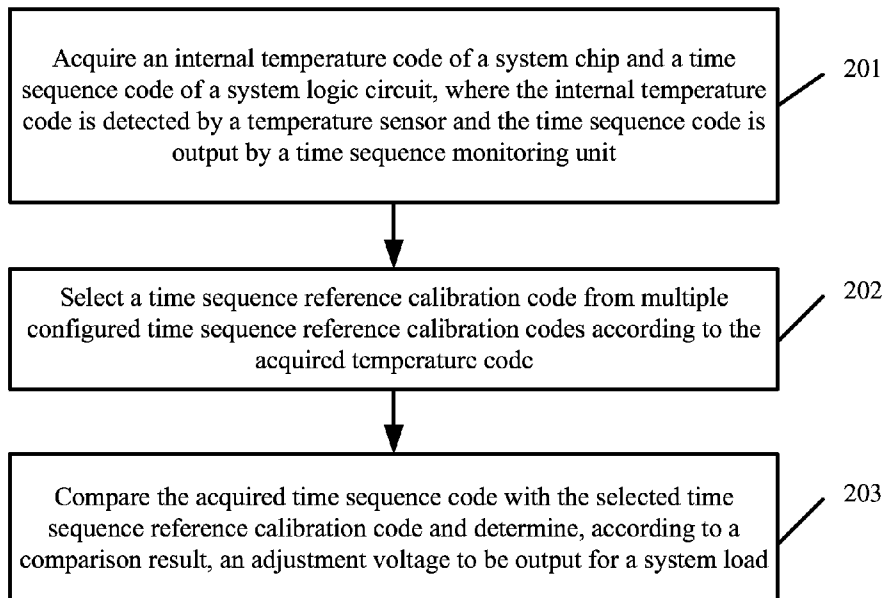 Acquire an internal temperature code of a system chip and a time
sequence code of a system logic circuit, where the internal temperature
code is detected by a temperature sensor and the time sequence code is
output by a time sequence monitoring unit
201
Select a time sequence reference calibration code from multiple
configured time sequence reference calibration codes according to the
acquired temperature code
202
Compare the acquired time sequence code with the selected time
sequence reference calibration code and determine, according to a
comparison result, an adjustment voltage to be output for a system load
203